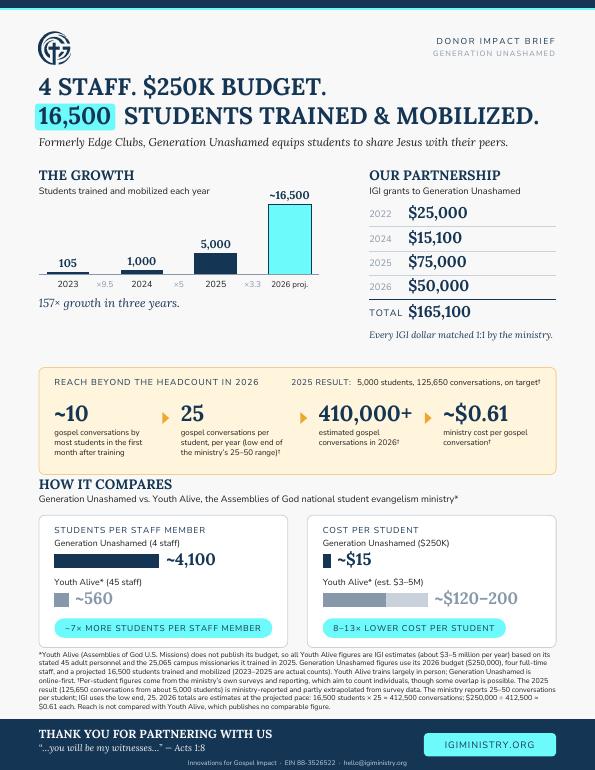 DONOR IMPACT BRIEF
GENERATION UNASHAMED
4 STAFF. $250K BUDGET.
16,500 STUDENTS TRAINED & MOBILIZED.
Formerly Edge Clubs, Generation Unashamed equips students to share Jesus with their peers.
THE GROWTH
Students trained and mobilized each year
~16,500
5,000
1,000
105
2023 ×9.5 2024 ×5 2025 ×3.3 2026 proj.
157× growth in three years.
OUR PARTNERSHIP
IGI grants to Generation Unashamed
2022 $25,000
2024 $15,100
2025 $75,000
2026 $50,000
TOTAL $165,100
Every IGI dollar matched 1:1 by the ministry.
REACH BEYOND THE HEADCOUNT IN 2026
2025 RESULT: 5,000 students, 125,650 conversations, on target†
~10
gospel conversations by
most students in the first
month after training
25
gospel conversations per
student, per year (low end of
the ministry's 25–50 range)†
410,000+
estimated gospel
conversations in 2026†
~$0.61
ministry cost per gospel
conversation†
HOW IT COMPARES
Generation Unashamed vs. Youth Alive, the Assemblies of God national student evangelism ministry*
STUDENTS PER STAFF MEMBER
Generation Unashamed (4 staff)
~4,100
Youth Alive* (45 staff)
~560
~7× MORE STUDENTS PER STAFF MEMBER
COST PER STUDENT
Generation Unashamed ($250K)
~$15
Youth Alive* (est. $3–5M)
~$120–200
8–13× LOWER COST PER STUDENT
*Youth Alive (Assemblies of God U.S. Missions) does not publish its budget, so all Youth Alive figures are IGI estimates (about $3–5 million per year) based on its
stated 45 adult personnel and the 25,065 campus missionaries it trained in 2025. Generation Unashamed figures use its 2026 budget ($250,000), four full-time
staff, and a projected 16,500 students trained and mobilized (2023–2025 are actual counts). Youth Alive trains largely in person; Generation Unashamed is
online-first. †Per-student figures come from the ministry's own surveys and reporting, which aim to count individuals, though some overlap is possible. The 2025
result (125,650 conversations from about 5,000 students) is ministry-reported and partly extrapolated from survey data. The ministry reports 25–50 conversations
per student; IGI uses the low end, 25. 2026 totals are estimates at the projected pace: 16,500 students × 25 = 412,500 conversations; $250,000 ÷ 412,500 ≈
$0.61 each. Reach is not compared with Youth Alive, which publishes no comparable figure.
THANK YOU FOR PARTNERING WITH US
"...you will be my witnesses..." — Acts 1:8
IGIMINISTRY.ORG
Innovations for Gospel Impact · EIN 88-3526522 · hello@igiministry.org